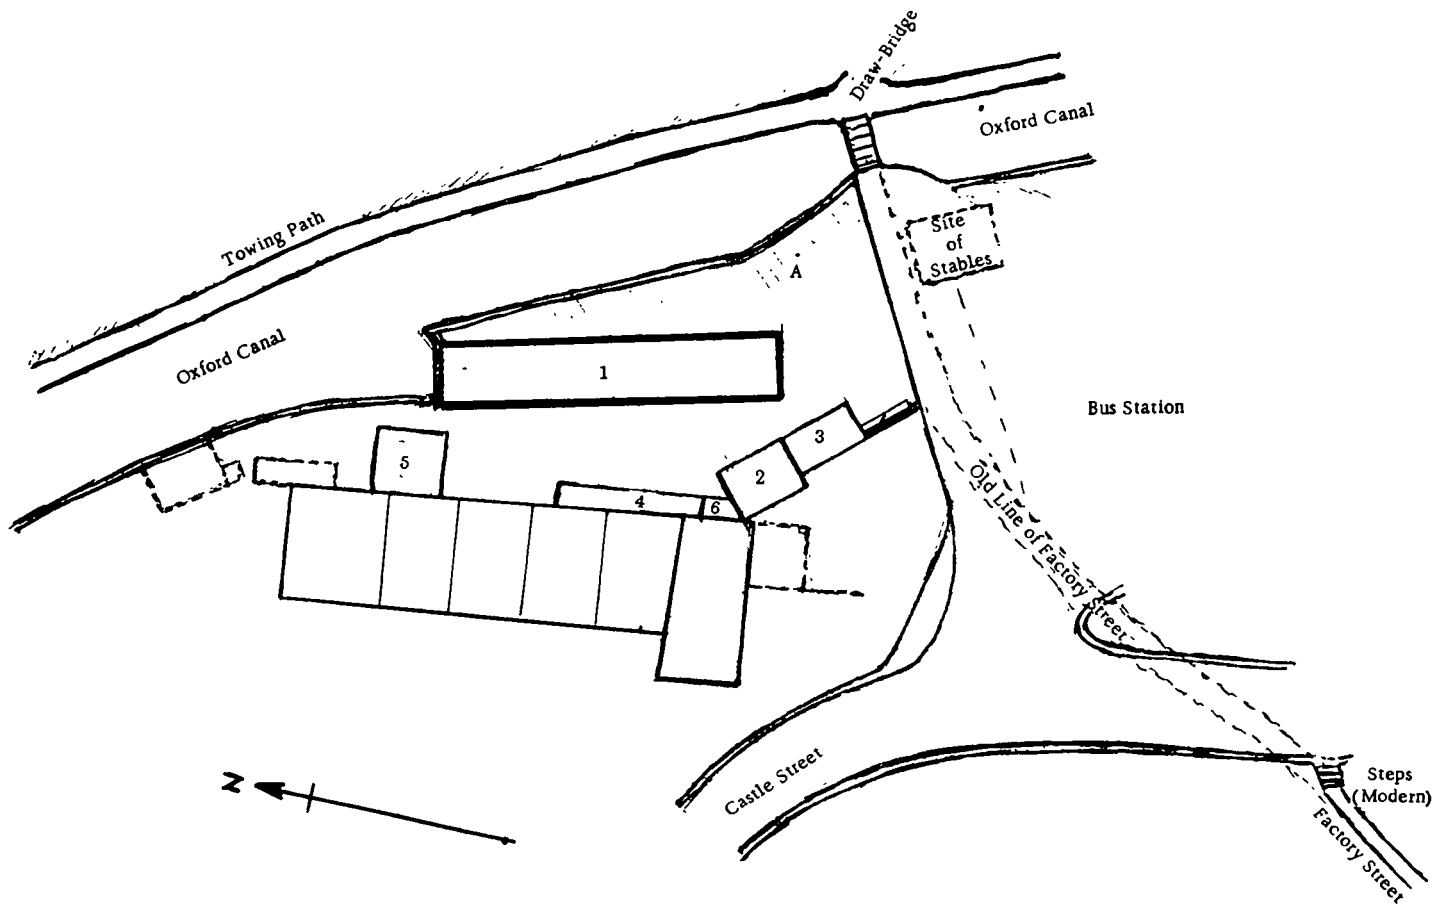 Draw-Bridge
Oxford Canal
Towing Path
Site
of
Stables
A
Oxford Canal
1
Bus Station
3
5
2
4
6
Old Line of Factory Street
N
Castle Street
Steps
(Modern)
Factory Street